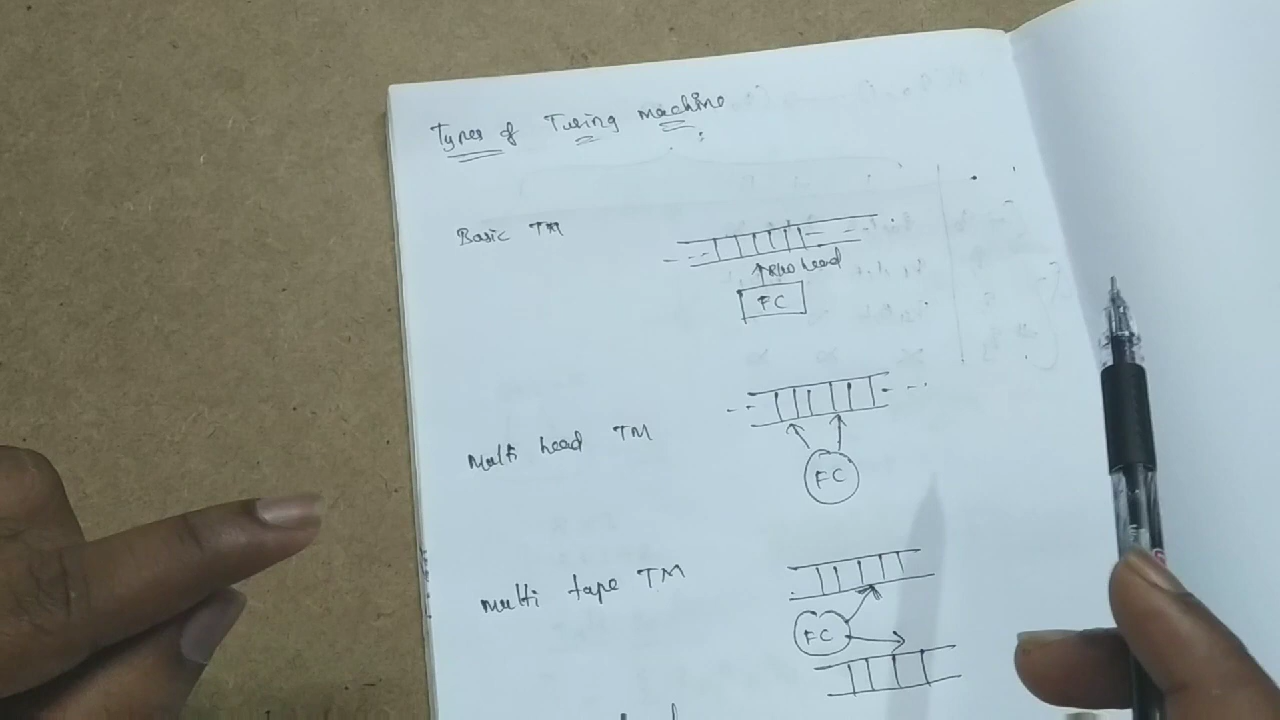 Types of Turing machine :
Basic TM
R/W head
FC
Multi head TM
FC
Multi tape TM
FC